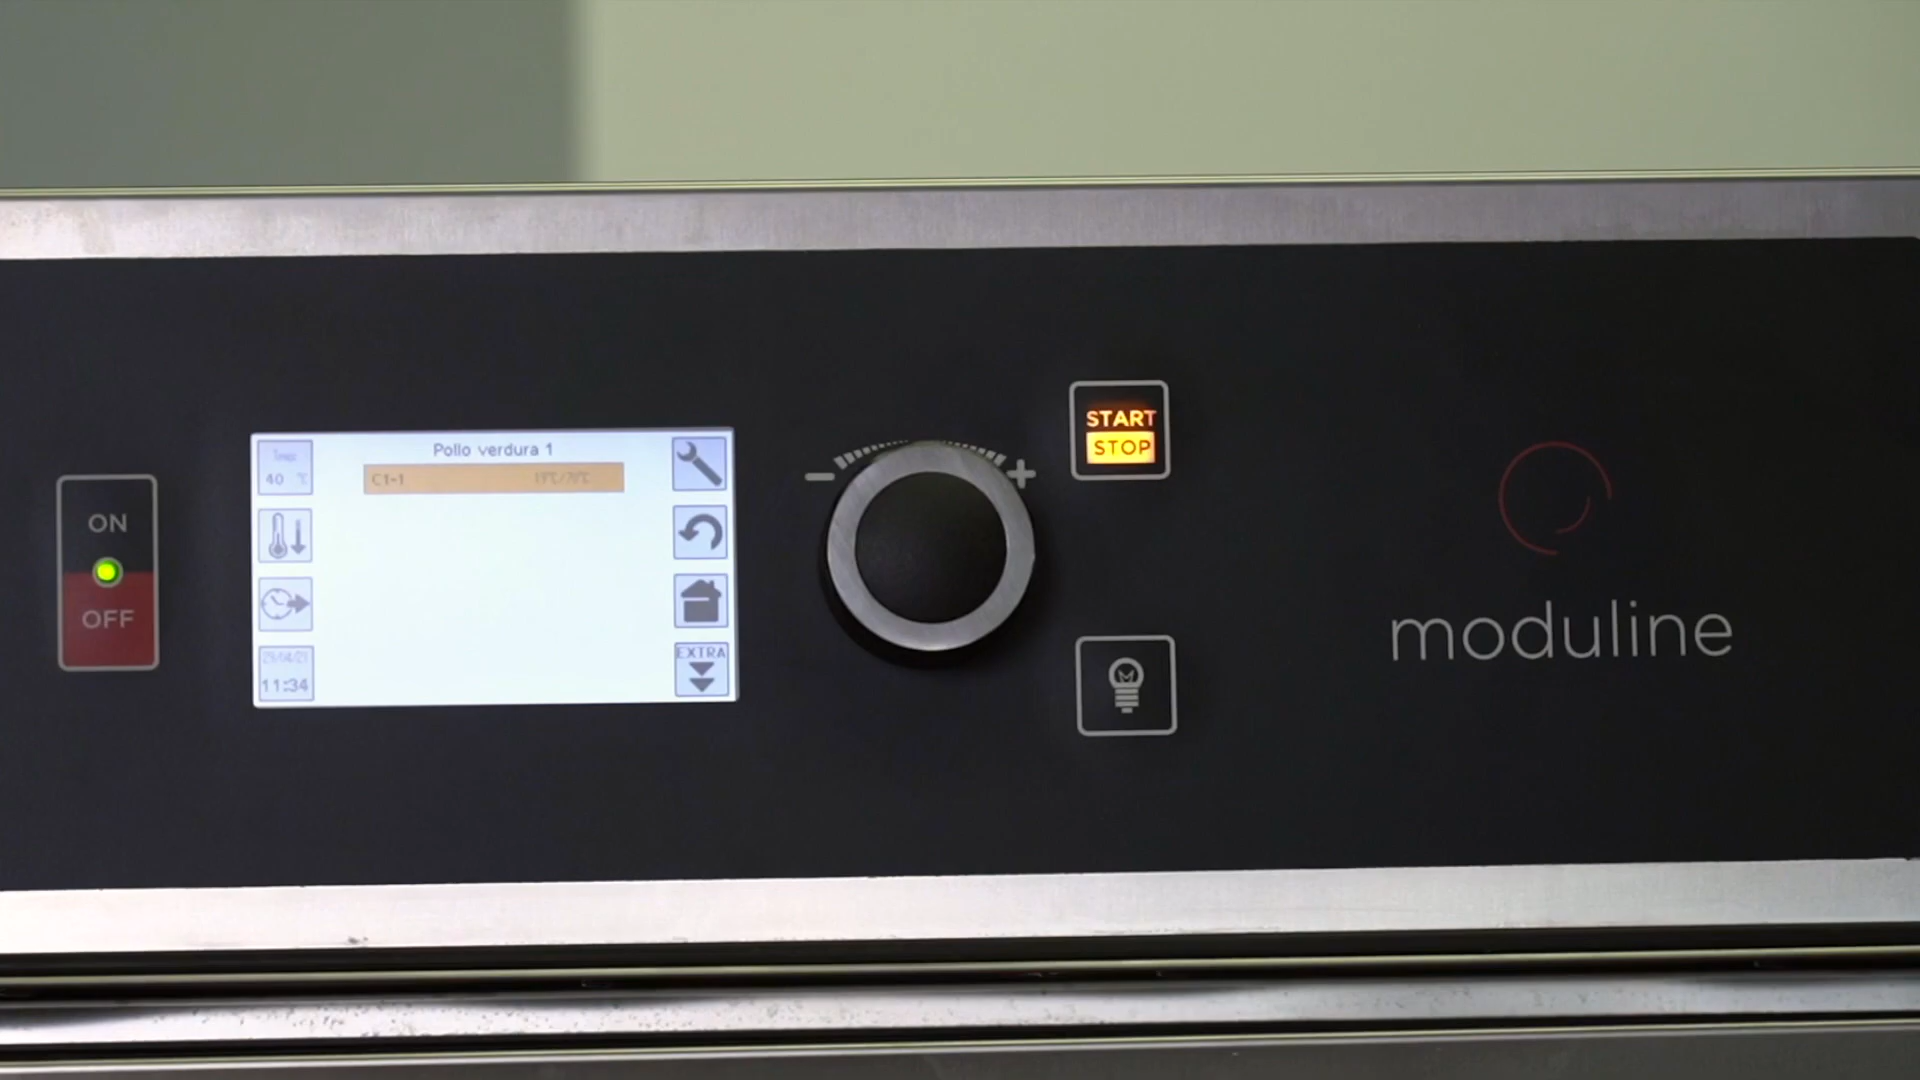 ON
OFF
40 °C
11:34
Pollo verdura 1
C1-1
EXTRA
START
STOP
moduline